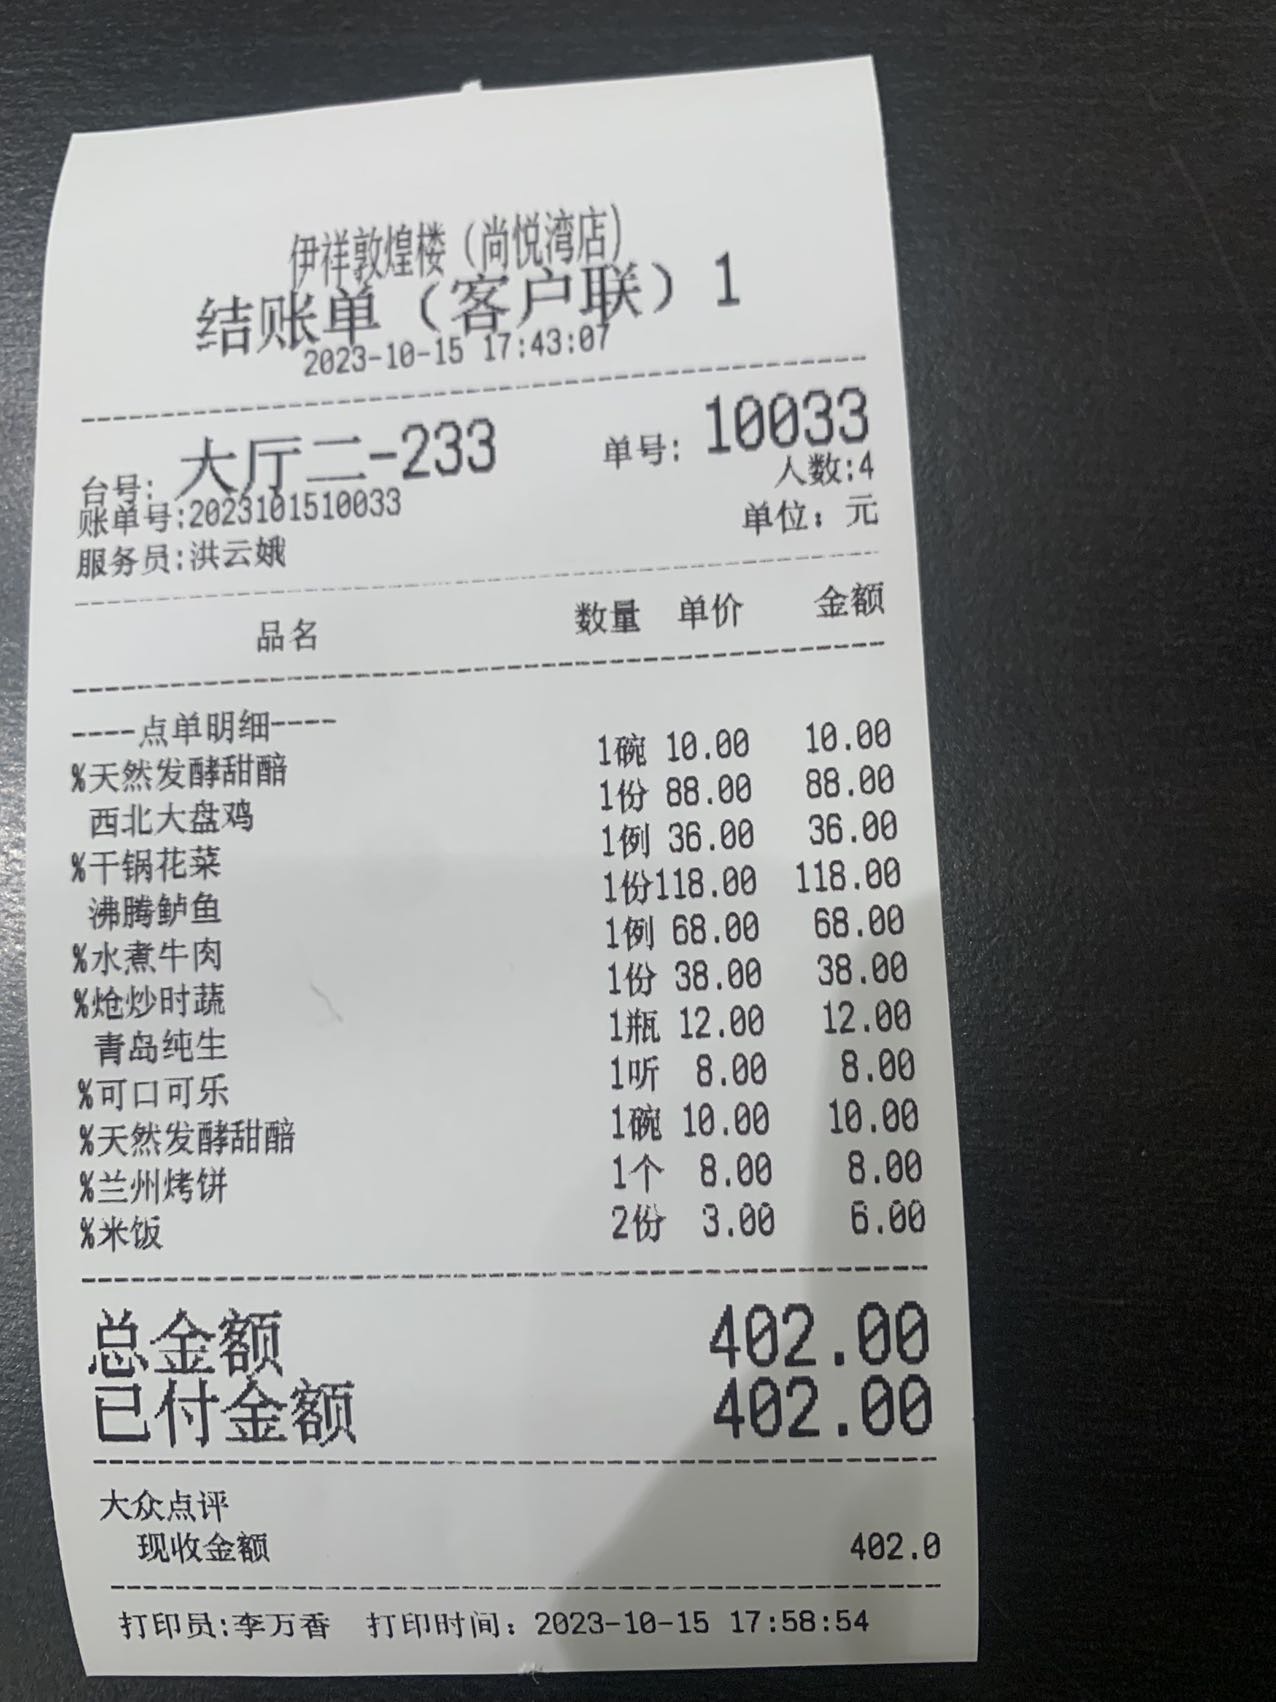 伊祥敦煌楼（尚悦湾店）
结账单（客户联）1
2023-10-15 17:43:07
台号: 大厅二-233 单号: 10033
账单号:2023101510033 人数:4
服务员:洪云娥 单位：元
品名 数量 单价 金额
----点单明细----
%天然发酵甜醅 1碗 10.00 10.00
西北大盘鸡 1份 88.00 88.00
%干锅花菜 1例 36.00 36.00
沸腾鲈鱼 1份118.00 118.00
%水煮牛肉 1例 68.00 68.00
%炝炒时蔬 1份 38.00 38.00
青岛纯生 1瓶 12.00 12.00
%可口可乐 1听 8.00 8.00
%天然发酵甜醅 1碗 10.00 10.00
%兰州烤饼 1个 8.00 8.00
%米饭 2份 3.00 6.00
总金额 402.00
已付金额 402.00
大众点评
现收金额 402.0
打印员:李万香 打印时间：2023-10-15 17:58:54